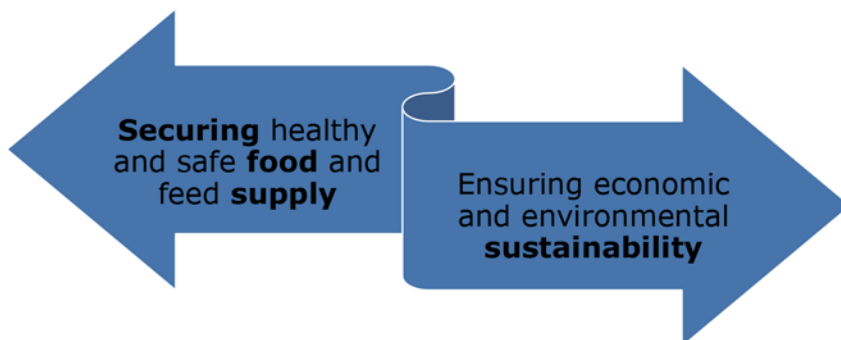 Securing healthy
and safe food and
feed supply
Ensuring economic
and environmental
sustainability